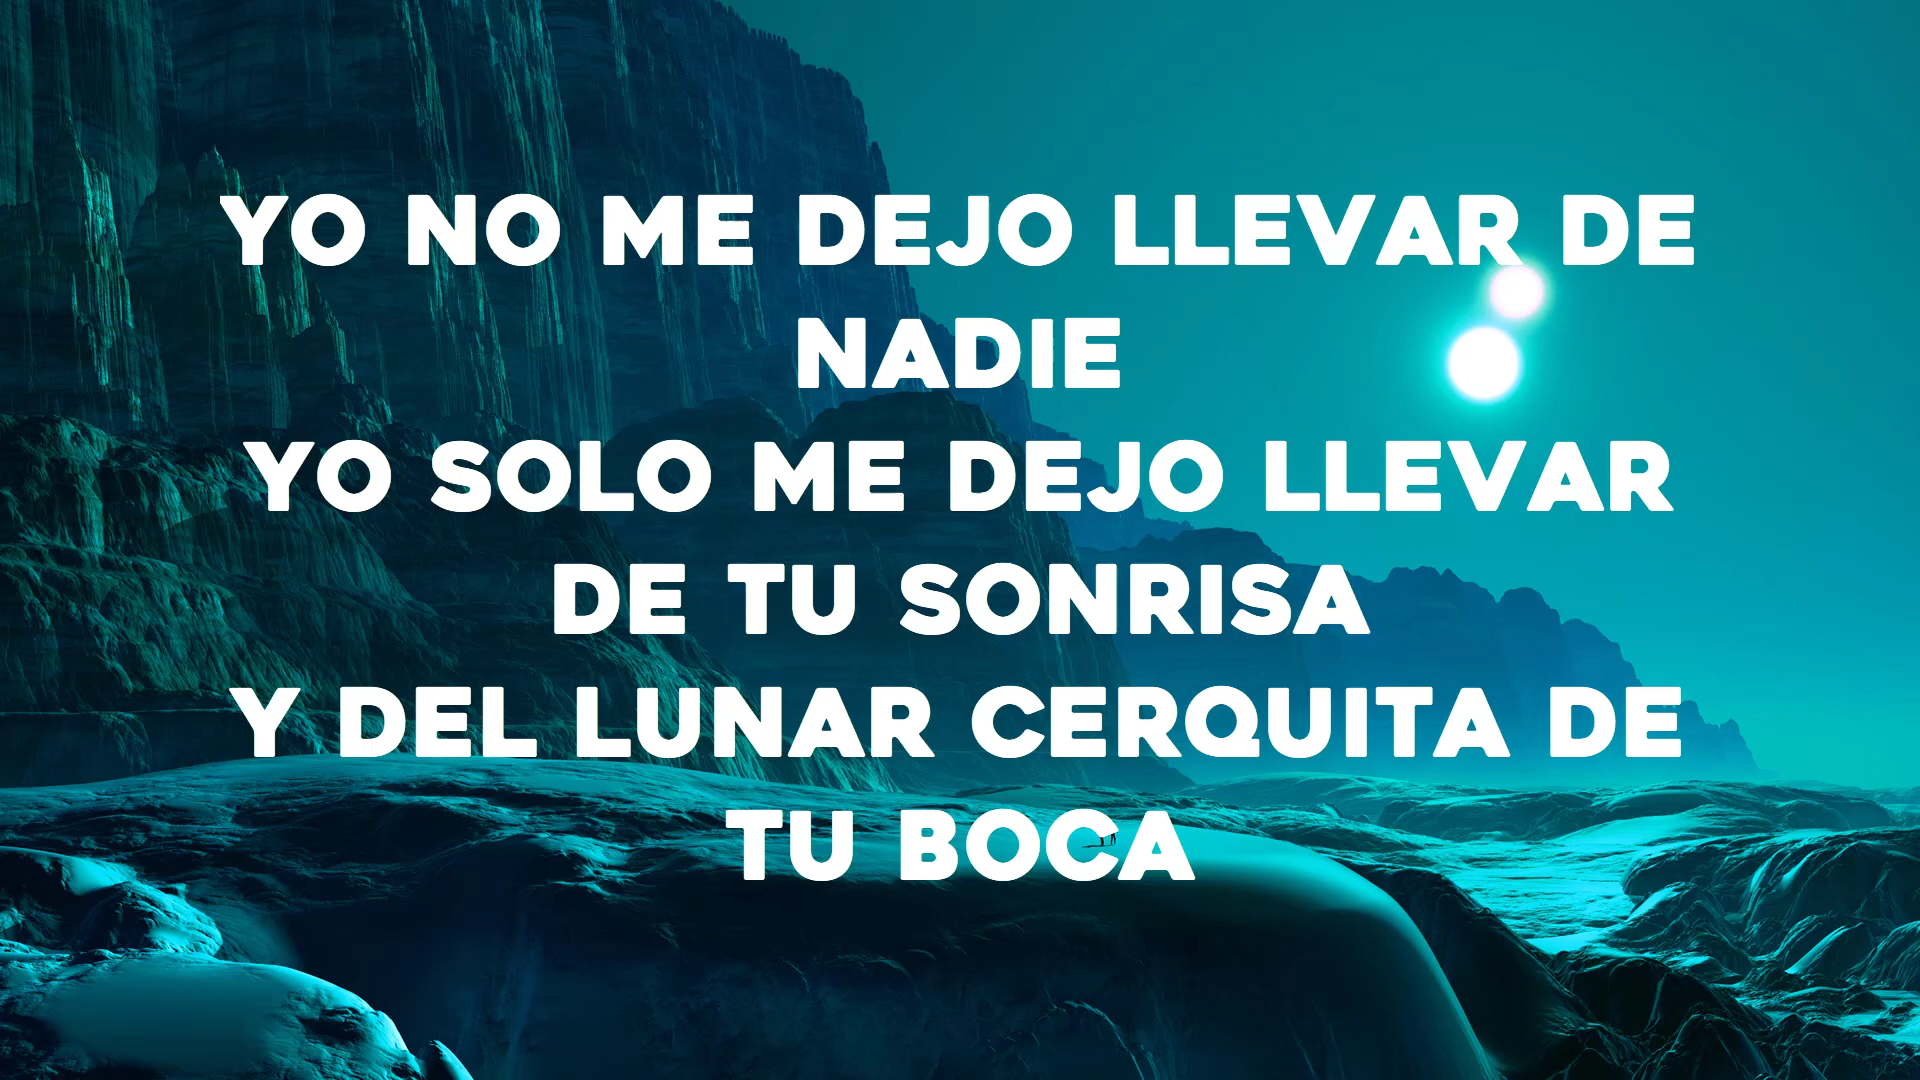 YO NO ME DEJO LLEVAR DE
NADIE
YO SOLO ME DEJO LLEVAR
DE TU SONRISA
Y DEL LUNAR CERQUITA DE
TU BOCA